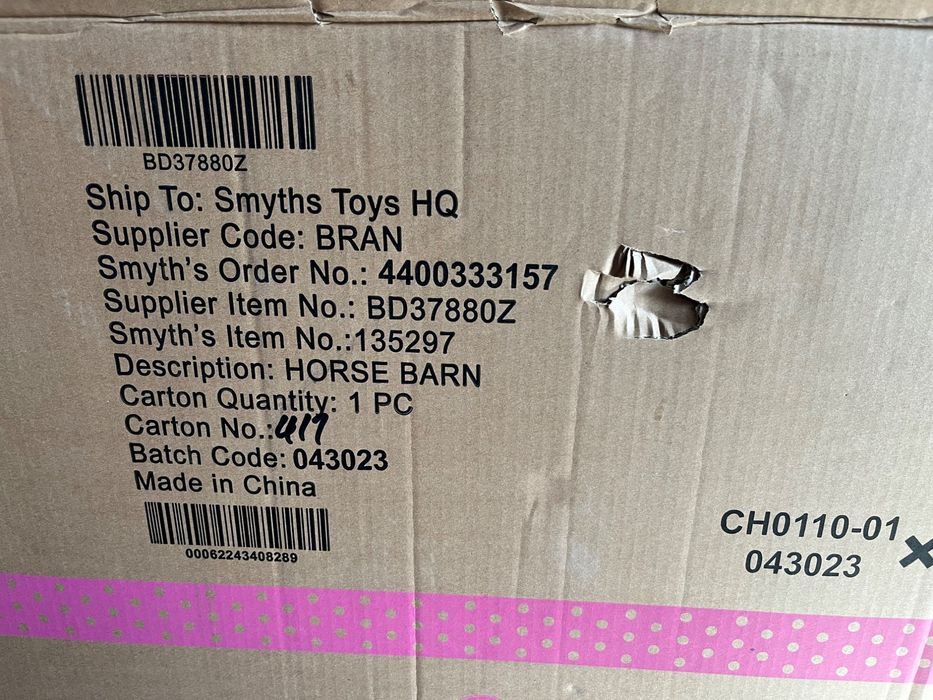 BD37880Z
Ship To: Smyths Toys HQ
Supplier Code: BRAN
Smyth's Order No.: 4400333157
Supplier Item No.: BD37880Z
Smyth's Item No.:135297
Description: HORSE BARN
Carton Quantity: 1 PC
Carton No.:417
Batch Code: 043023
Made in China
00062243408289
CH0110-01
043023